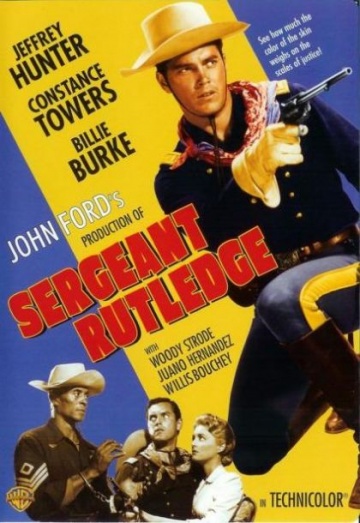 JEFFREY
HUNTER
CONSTANCE
TOWERS
BILLIE
BURKE
See how much the
color of the skin
weighs on the
scales of justice!
JOHN FORD'S
PRODUCTION OF
SERGEANT
RUTLEDGE
WITH
WOODY STRODE
JUANO HERNANDEZ
WILLIS BOUCHEY
WB
IN TECHNICOLOR®